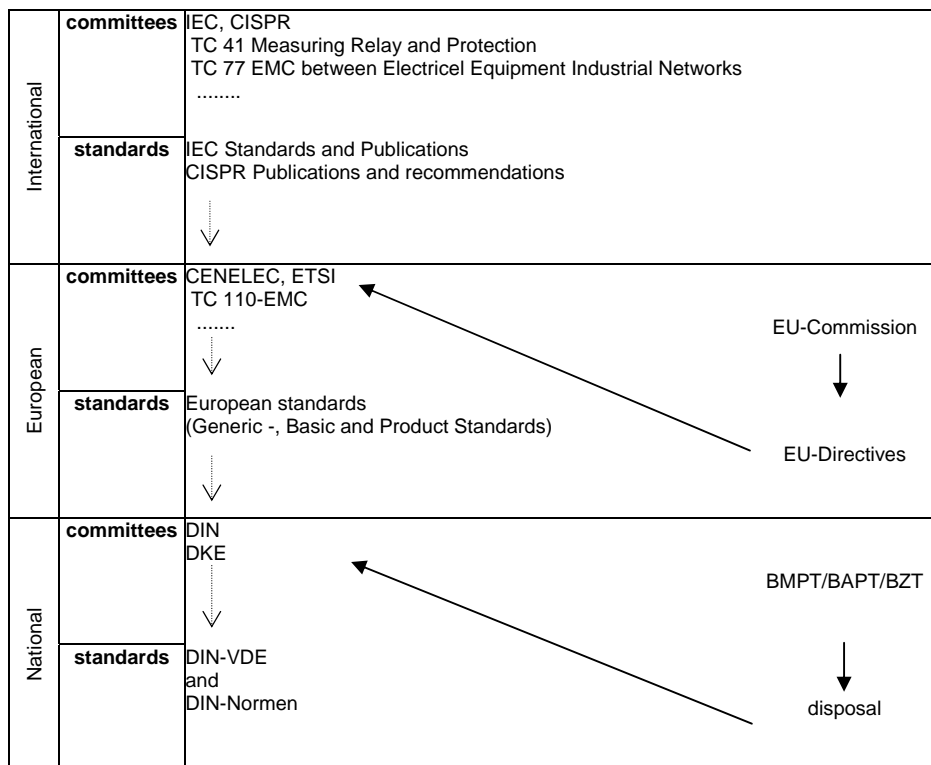 International
committees
IEC, CISPR
TC 41 Measuring Relay and Protection
TC 77 EMC between Electricel Equipment Industrial Networks
........
standards
IEC Standards and Publications
CISPR Publications and recommendations
European
committees
CENELEC, ETSI
TC 110-EMC
.......
EU-Commission
standards
European standards
(Generic -, Basic and Product Standards)
EU-Directives
National
committees
DIN
DKE
BMPT/BAPT/BZT
standards
DIN-VDE
and
DIN-Normen
disposal